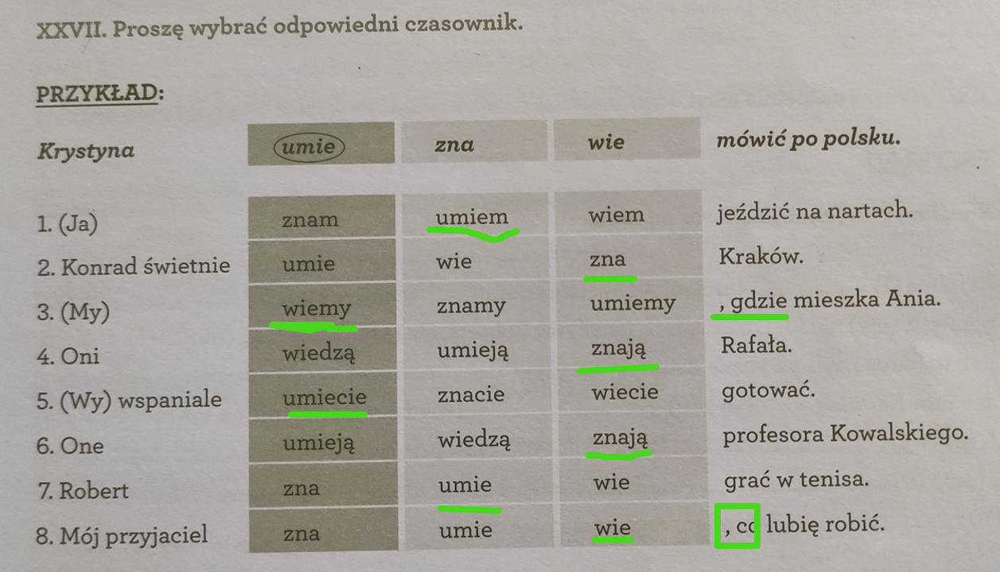 XXVII. Proszę wybrać odpowiedni czasownik.
PRZYKŁAD:
Krystyna umie zna wie mówić po polsku.
1. (Ja) znam umiem wiem jeździć na nartach.
2. Konrad świetnie umie wie zna Kraków.
3. (My) wiemy znamy umiemy , gdzie mieszka Ania.
4. Oni wiedzą umieją znają Rafała.
5. (Wy) wspaniale umiecie znacie wiecie gotować.
6. One umieją wiedzą znają profesora Kowalskiego.
7. Robert zna umie wie grać w tenisa.
8. Mój przyjaciel zna umie wie , co lubię robić.